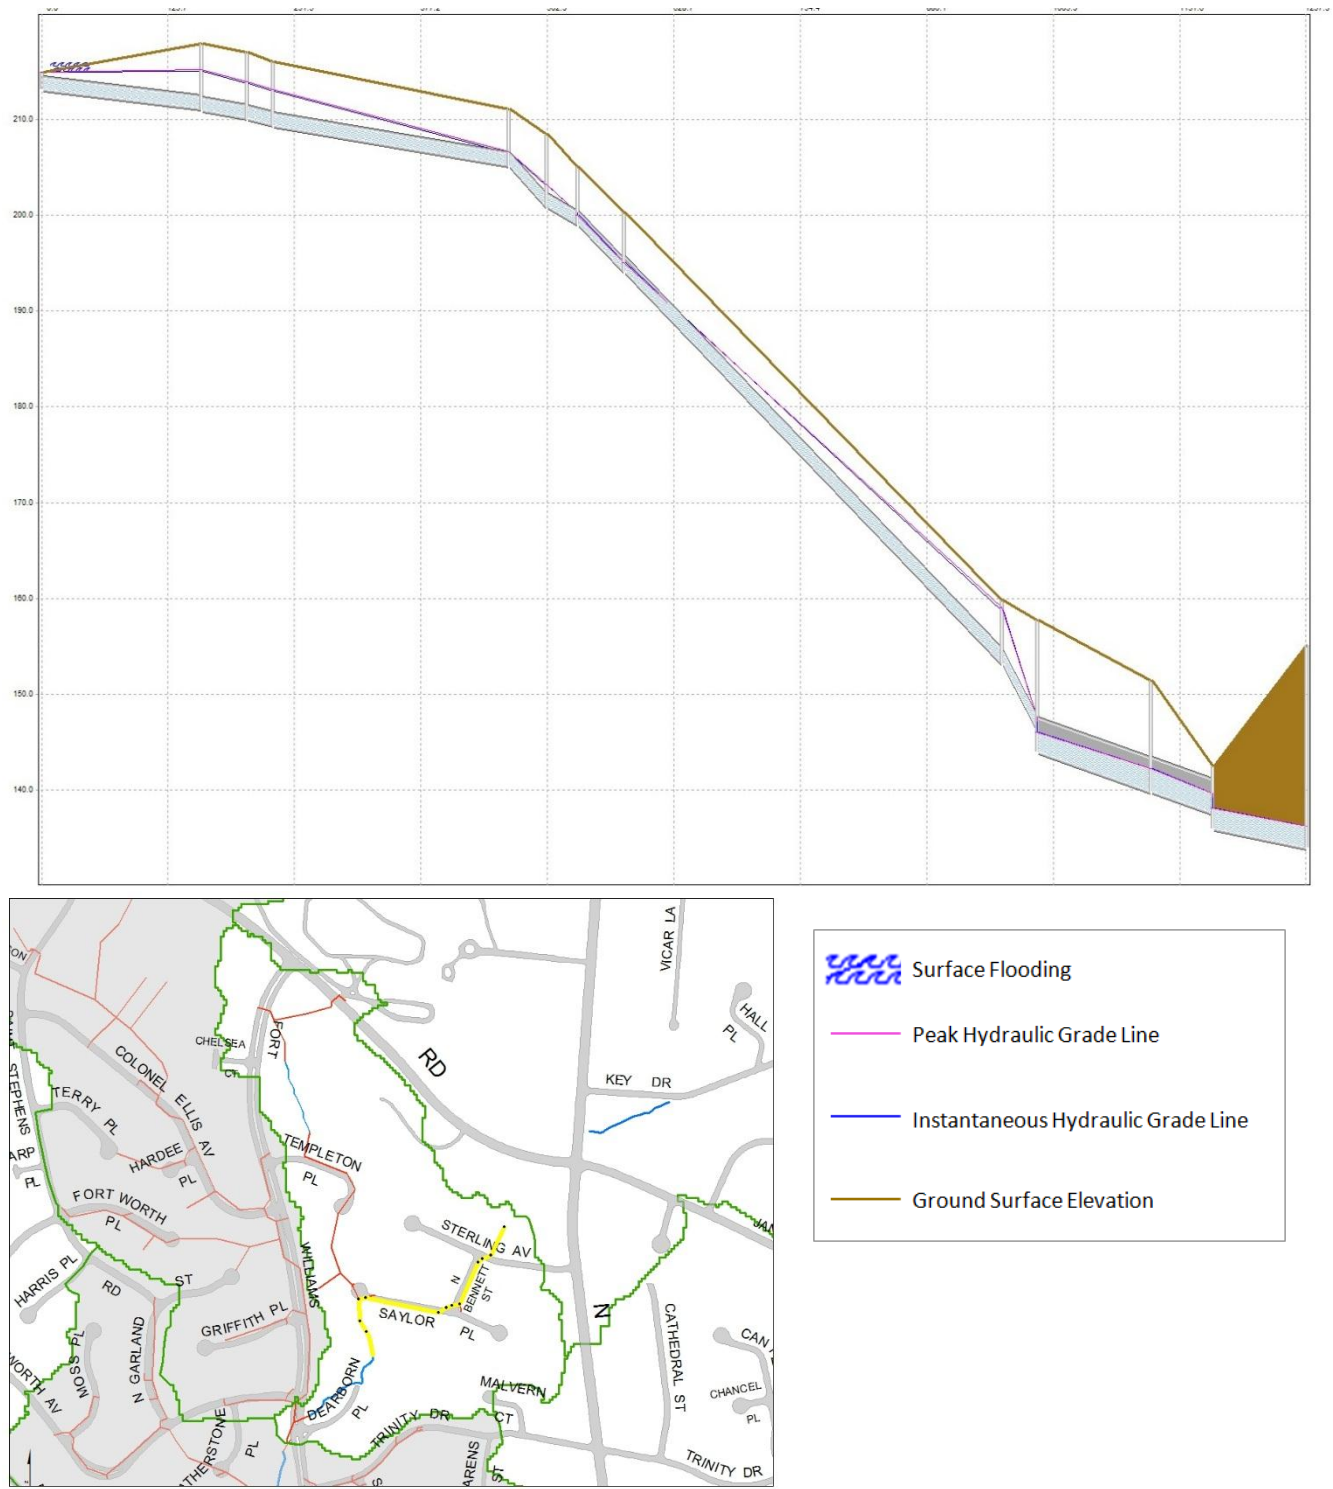 210.0
200.0
190.0
180.0
170.0
160.0
150.0
140.0
Surface Flooding
Peak Hydraulic Grade Line
Instantaneous Hydraulic Grade Line
Ground Surface Elevation
VICAR LA
HALL
PL
RD
KEY DR
CHELSEA
CT
FORT
COLONEL ELLIS AV
STEPHENS
TERRY PL
HARDEE
PL
ARP
PL
FORT WORTH
PL
TEMPLETON
PL
STERLING AV
N
BENNETT
ST
WILLIAMS
HARRIS PL
RD
ST
GRIFFITH PL
SAYLOR
PL
N
MOSS PL
N GARLAND
WORTH AV
DEARBORN
PL
MALVERN
CT
CATHEDRAL ST
CHANCEL
PL
TRINITY DR
TRINITY DR
ATHERSTONE
PL
ARENS
ST
S